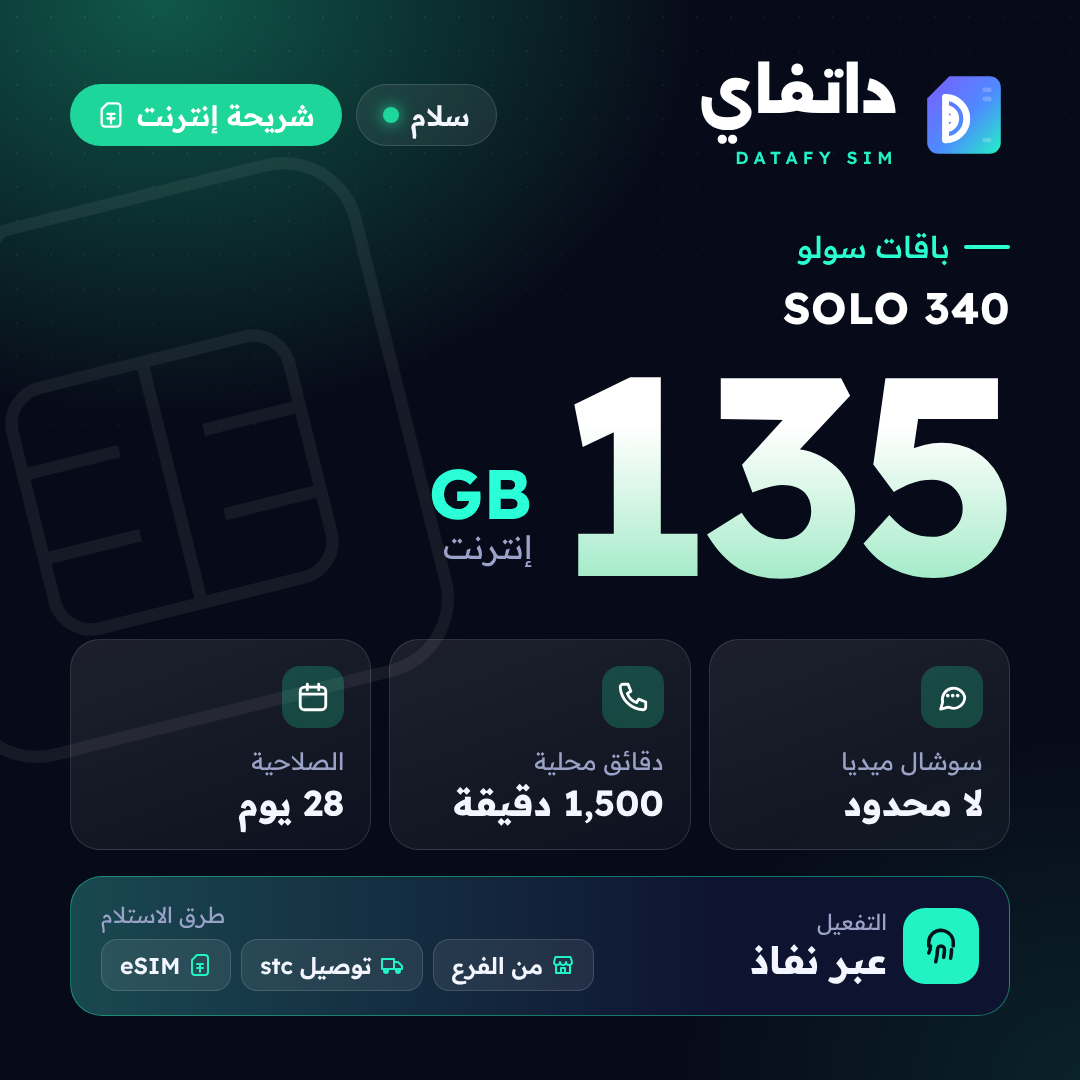 داتفاي
DATAFY SIM
سلام
شريحة إنترنت
باقات سولو
SOLO 340
135
GB
إنترنت
سوشال ميديا
لا محدود
دقائق محلية
1,500 دقيقة
الصلاحية
28 يوم
التفعيل
عبر نفاذ
طرق الاستلام
من الفرع
توصيل stc
eSIM